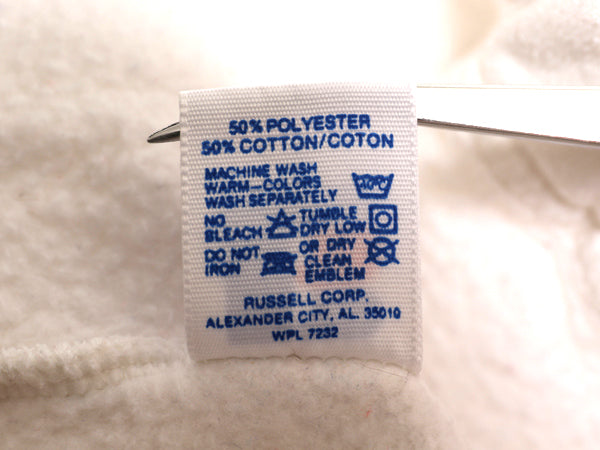 50% POLYESTER
50% COTTON/COTON
MACHINE WASH
WARM-COLORS
WASH SEPARATELY
NO
BLEACH
TUMBLE
DRY LOW
DO NOT
IRON
OR DRY
CLEAN
EMBLEM
RUSSELL CORP.
ALEXANDER CITY, AL. 35010
WPL 7232